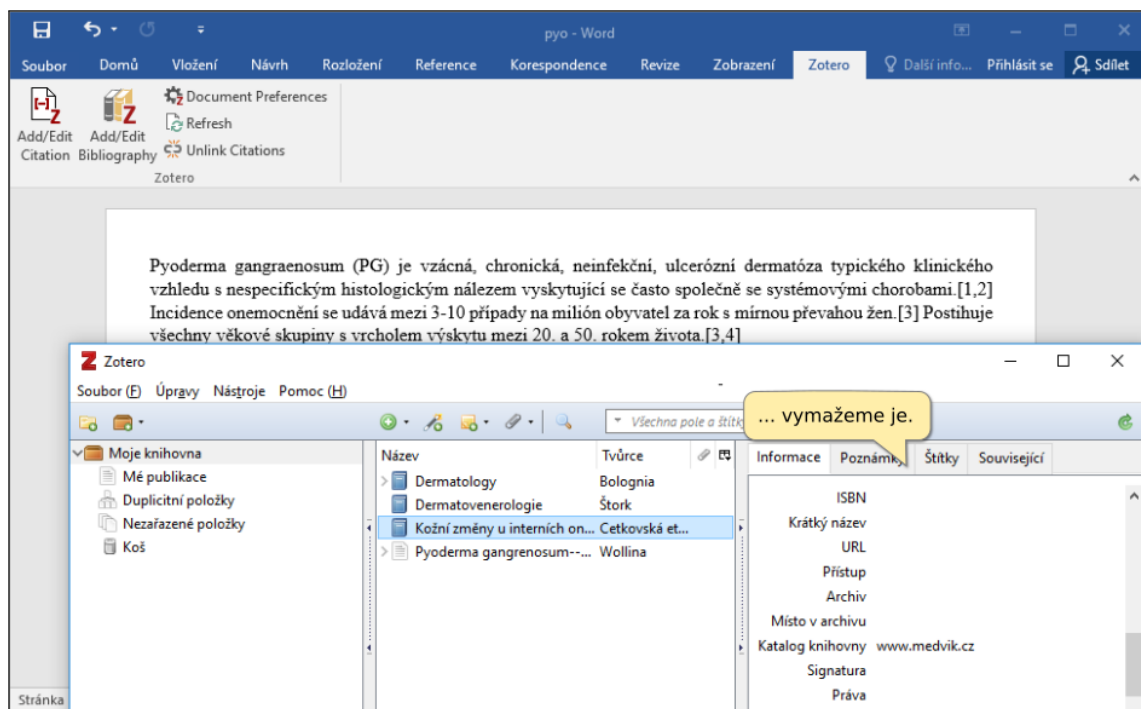 pyo - Word
Soubor Domů Vložení Návrh Rozložení Reference Korespondence Revize Zobrazení Zotero Další info... Přihlásit se Sdílet
Add/Edit Citation
Add/Edit Bibliography
Document Preferences
Refresh
Unlink Citations
Zotero
Pyoderma gangraenosum (PG) je vzácná, chronická, neinfekční, ulcerózní dermatóza typického klinického
vzhledu s nespecifickým histologickým nálezem vyskytující se často společně se systémovými chorobami.[1,2]
Incidence onemocnění se udává mezi 3-10 případy na milión obyvatel za rok s mírnou převahou žen.[3] Postihuje
všechny věkové skupiny s vrcholem výskytu mezi 20. a 50. rokem života.[3,4]
Zotero
Soubor (F) Úpravy Nástroje Pomoc (H)
Všechna pole a štítky
... vymažeme je.
Moje knihovna
Mé publikace
Duplicitní položky
Nezařazené položky
Koš
Název Tvůrce
Dermatology Bolognia
Dermatovenerologie Štork
Kožní změny u interních on... Cetkovská et...
Pyoderma gangrenosum--... Wollina
Informace Poznámky Štítky Související
ISBN
Krátký název
URL
Přístup
Archiv
Místo v archivu
Katalog knihovny www.medvik.cz
Signatura
Práva
Stránka